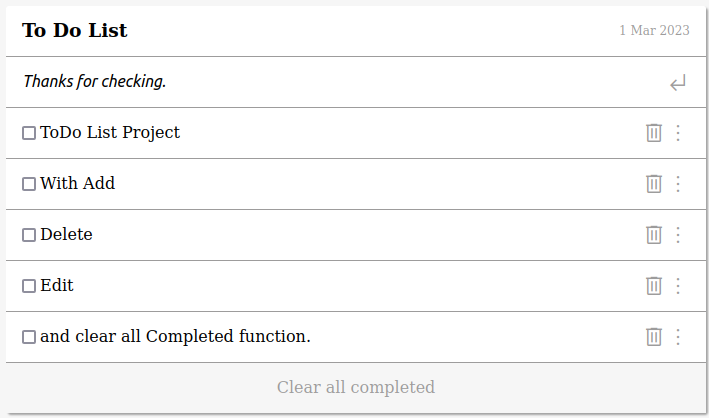 To Do List
1 Mar 2023
Thanks for checking.
ToDo List Project
With Add
Delete
Edit
and clear all Completed function.
Clear all completed